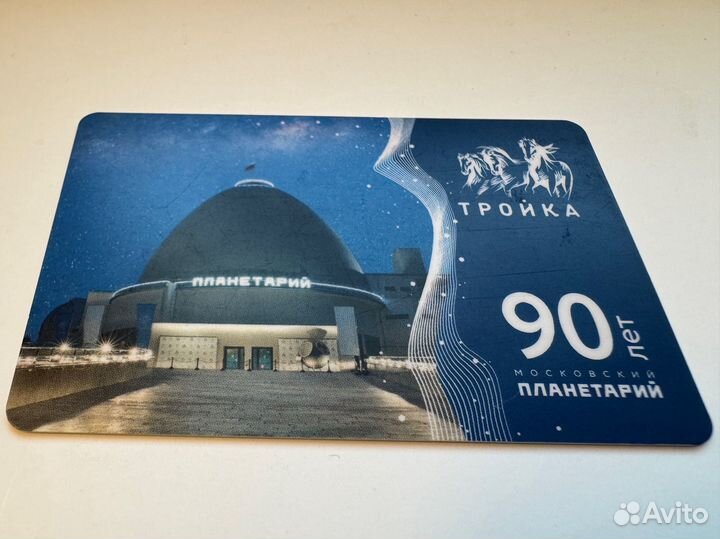 ПЛАНЕТАРИЙ
ТРОЙКА
90 лет
МОСКОВСКИЙ
ПЛАНЕТАРИЙ
Avito